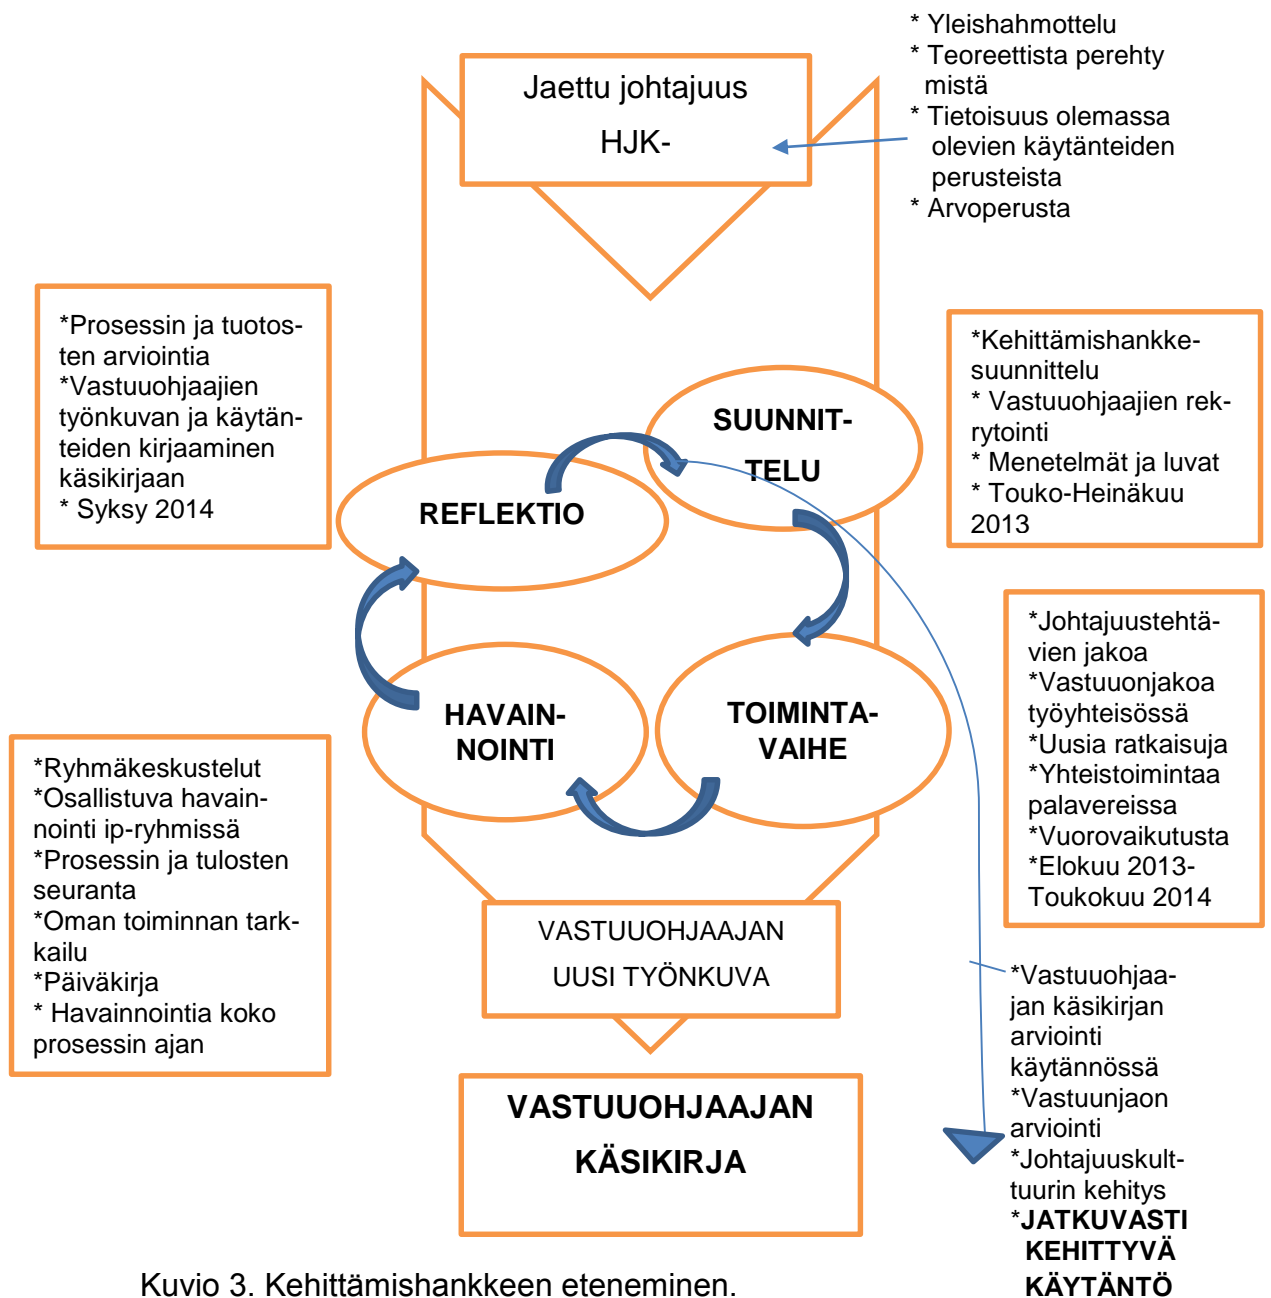 Jaettu johtajuus
HJK-
* Yleishahmottelu
* Teoreettista perehty
mistä
* Tietoisuus olemassa
olevien käytänteiden
perusteista
* Arvoperusta
*Prosessin ja tuotos-
ten arviointia
*Vastuuohjaajien
työnkuvan ja käytän-
teiden kirjaaminen
käsikirjaan
* Syksy 2014
*Kehittämishankke-
suunnittelu
* Vastuuohjaajien rek-
rytointi
* Menetelmät ja luvat
* Touko-Heinäkuu
2013
SUUNNIT-
TELU
REFLEKTIO
HAVAIN-
NOINTI
TOIMINTA-
VAIHE
*Johtajuustehtä-
vien jakoa
*Vastuuonjakoa
työyhteisössä
*Uusia ratkaisuja
*Yhteistoimintaa
palavereissa
*Vuorovaikutusta
*Elokuu 2013-
Toukokuu 2014
*Ryhmäkeskustelut
*Osallistuva havain-
nointi ip-ryhmissä
*Prosessin ja tulosten
seuranta
*Oman toiminnan tark-
kailu
*Päiväkirja
* Havainnointia koko
prosessin ajan
VASTUUOHJAAJAN
UUSI TYÖNKUVA
*Vastuuohjaa-
jan käsikirjan
arviointi
käytännössä
*Vastuunjaon
arviointi
*Johtajuuskult-
tuurin kehitys
*JATKUVASTI
KEHITTYVÄ
KÄYTÄNTÖ
VASTUUOHJAAJAN
KÄSIKIRJA
Kuvio 3. Kehittämishankkeen eteneminen.